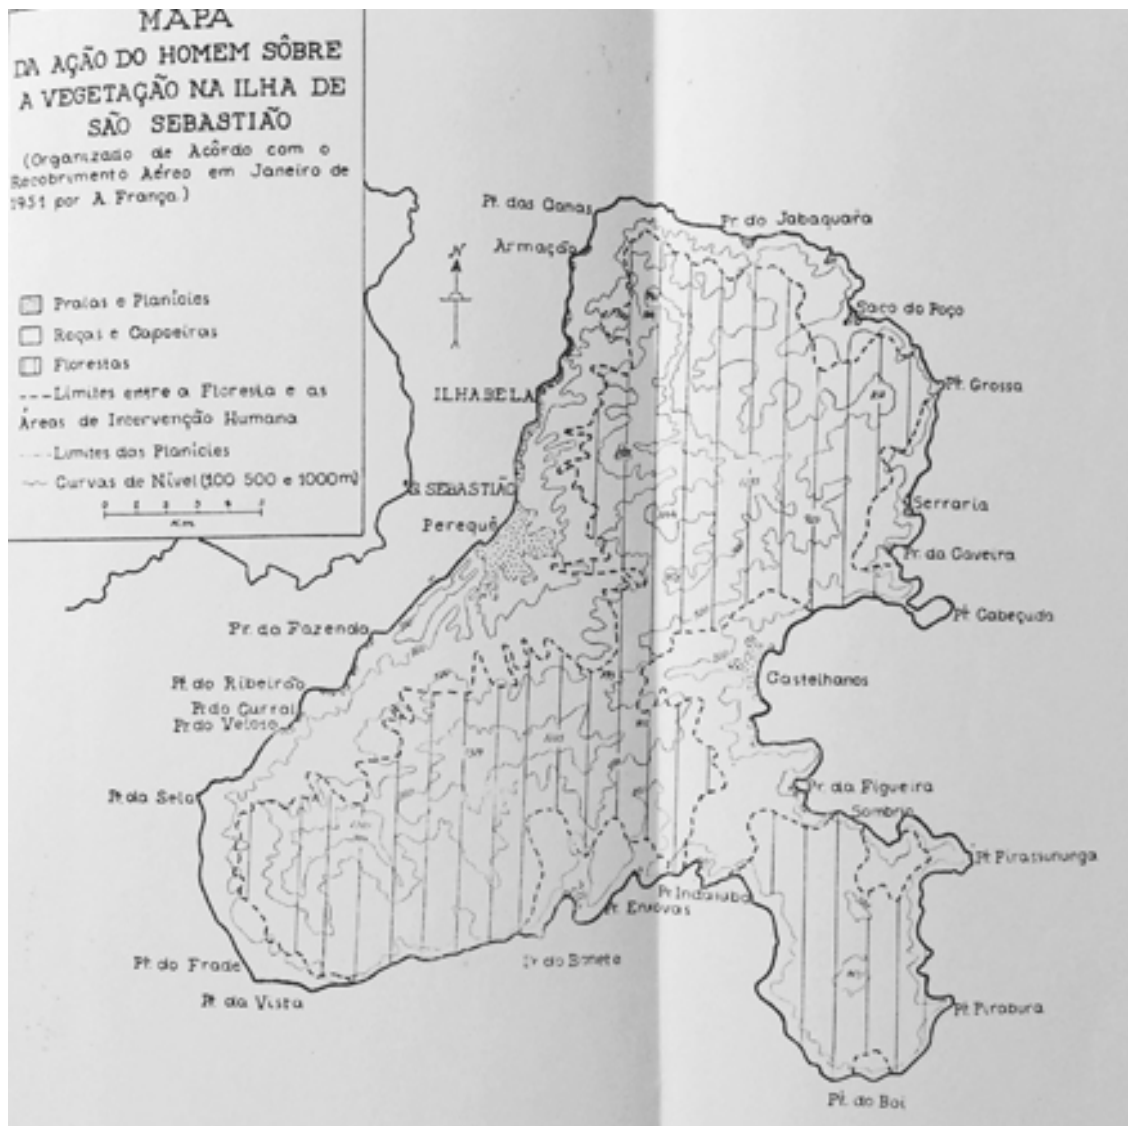 MAPA
DA AÇÃO DO HOMEM SÔBRE
A VEGETAÇÃO NA ILHA DE
SÃO SEBASTIÃO
(Organizado de Acôrdo com o
Recobrimento Aéreo em Janeiro de
1951 por A. França.)
Praias e Planícies
Roças e Capoeiras
Florestas
Límites entre a Floresta e as
Áreas de Intervenção Humana
Limites das Planícies
Curvas de Nível (100 500 e 1000m)
Km
N
Pt. das Canas
Pr. do Jabaquara
Armação
Saco do Poço
Pt. Grossa
ILHABELA
S. SEBASTIÃO
Serraria
Perequê
Pr. da Caveira
Pt. Cabeçuda
Pr. da Fazenda
Castelhanos
Pt. do Ribeirão
Pr. do Curral
Pr. do Veloso
Pr. da Figueira
Pt. da Sela
Sombrio
Pt. Pirassununga
Pr. Indaiuba
Pt. Enxovas
Pt. do Frade
Pr. do Bonete
Pt. da Vista
Pt. Pirabura
Pt. do Boi